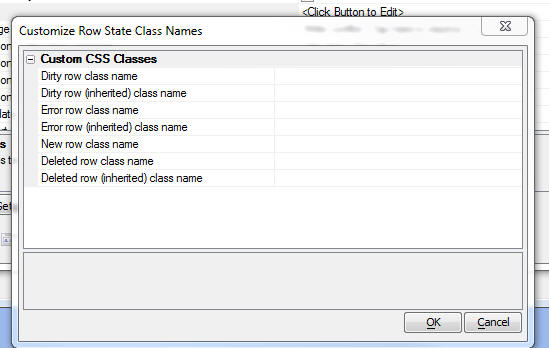 <Click Button to Edit>
Customize Row State Class Names
Custom CSS Classes
Dirty row class name
Dirty row (inherited) class name
Error row class name
Error row (inherited) class name
New row class name
Deleted row class name
Deleted row (inherited) class name
OK Cancel